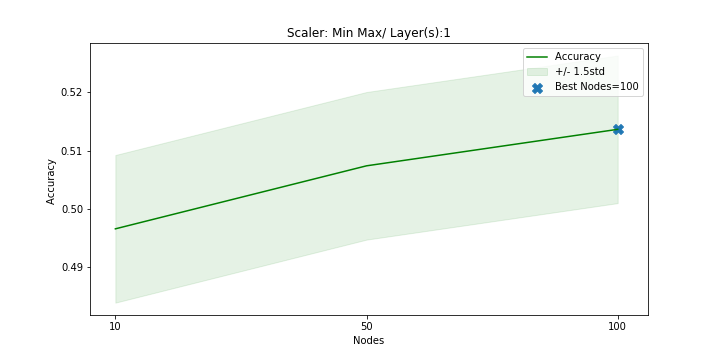 Scaler: Min Max/ Layer(s):1
Accuracy
+/- 1.5std
Best Nodes=100
0.52
0.51
0.50
0.49
Accuracy
10
50
100
Nodes